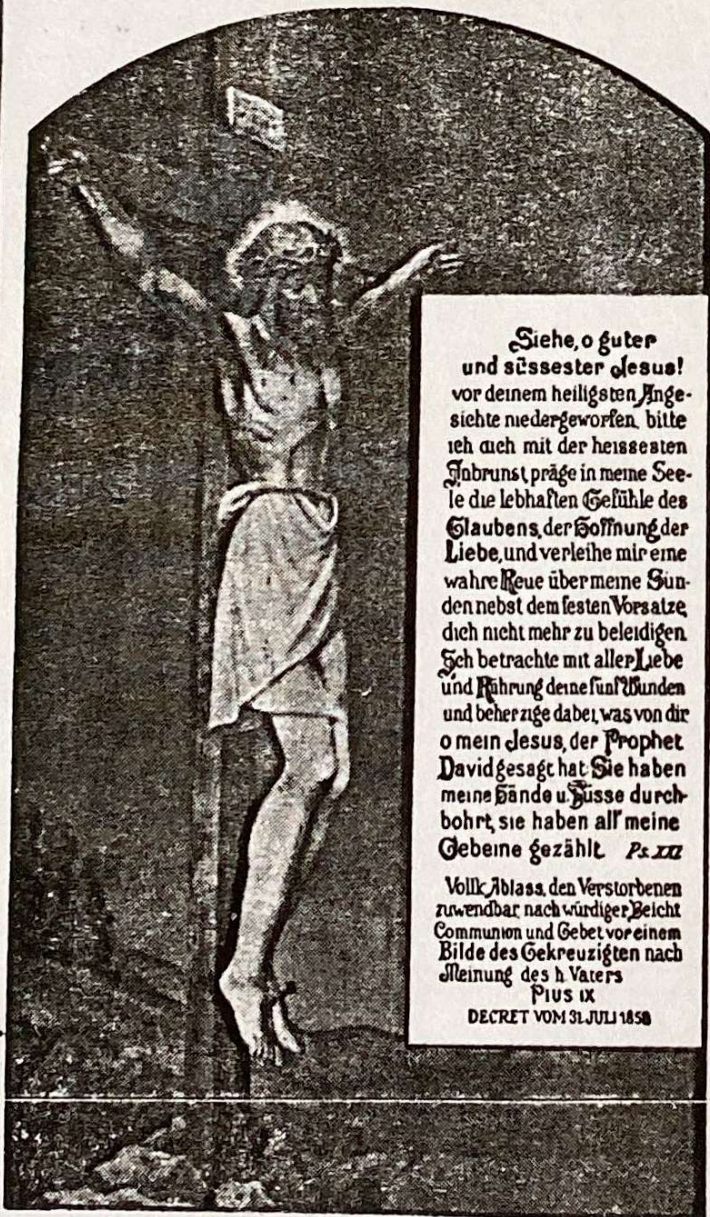 Siehe, o guter
und süssester Jesus!
vor deinem heiligsten Ange-
sichte niedergeworfen, bitte
ich dich mit der heissesten
Inbrunst, präge in meine See-
le die lebhaften Gefühle des
Glaubens, der Hoffnung der
Liebe, und verleihe mir eine
wahre Reue über meine Sün-
den nebst dem festen Vorsatze,
dich nicht mehr zu beleidigen.
Ich betrachte mit aller Liebe
und Rührung deine fünf Wunden
und beherzige dabei, was von dir
o mein Jesus, der Prophet
David gesagt hat: Sie haben
meine Hände u. Füsse durch-
bohrt, sie haben all' meine
Gebeine gezählt. Ps. XXI
Vollk. Ablass, den Verstorbenen
zuwendbar, nach würdiger Beicht
Communion und Gebet vor einem
Bilde des Gekreuzigten nach
Meinung des h. Vaters
PIUS IX
DECRET VOM 31. JULI 1858